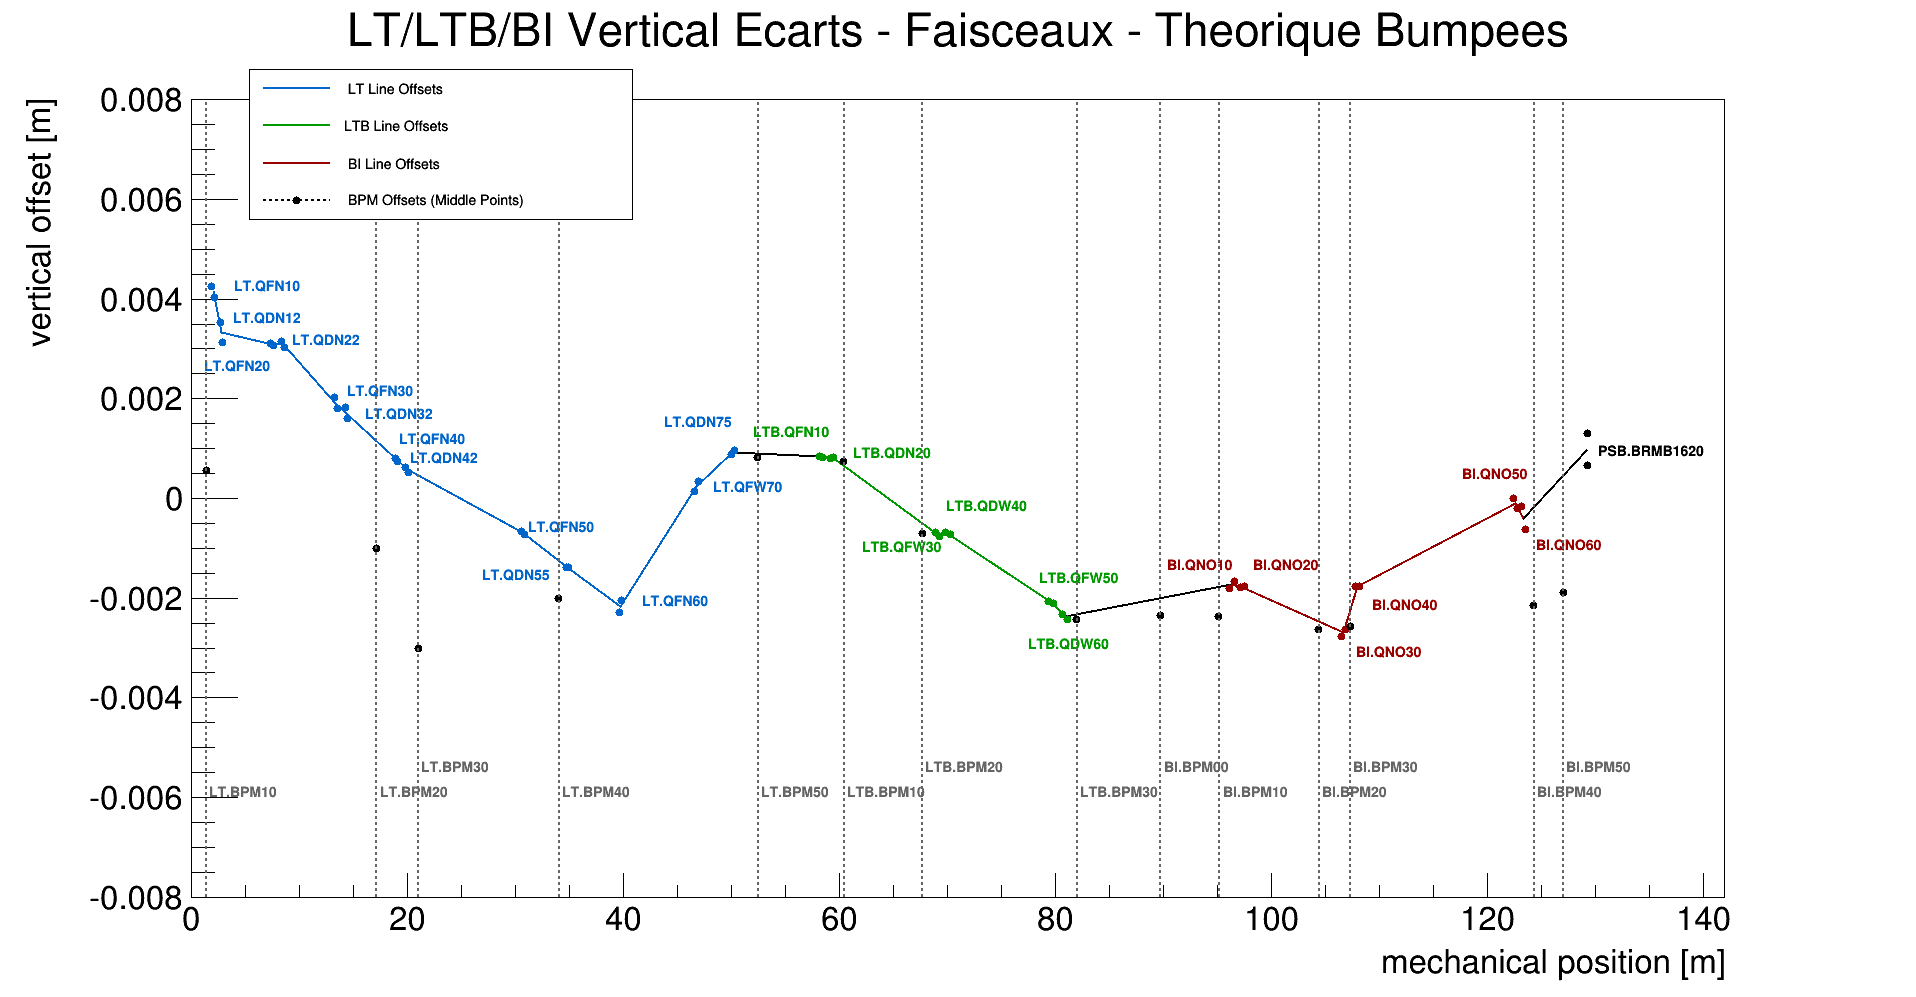 LT/LTB/BI Vertical Ecarts - Faisceaux - Theorique Bumpees
vertical offset [m]
LT Line Offsets
LTB Line Offsets
BI Line Offsets
BPM Offsets (Middle Points)
0.008
0.006
0.004
0.002
0
-0.002
-0.004
-0.006
-0.008
LT.QFN10
LT.QDN12
LT.QDN22
LT.QFN20
LT.QFN30
LT.QDN32
LT.QFN40
LT.QDN42
LT.QFN50
LT.QDN55
LT.QFN60
LT.QFW70
LT.QDN75
LTB.QFN10
LTB.QDN20
LTB.QDW40
LTB.QFW30
LTB.QFW50
LTB.QDW60
BI.QNO10
BI.QNO20
BI.QNO30
BI.QNO40
BI.QNO50
BI.QNO60
PSB.BRMB1620
LT.BPM10
LT.BPM20
LT.BPM30
LT.BPM40
LT.BPM50
LTB.BPM10
LTB.BPM20
LTB.BPM30
BI.BPM00
BI.BPM10
BI.BPM20
BI.BPM30
BI.BPM40
BI.BPM50
0
20
40
60
80
100
120
140
mechanical position [m]